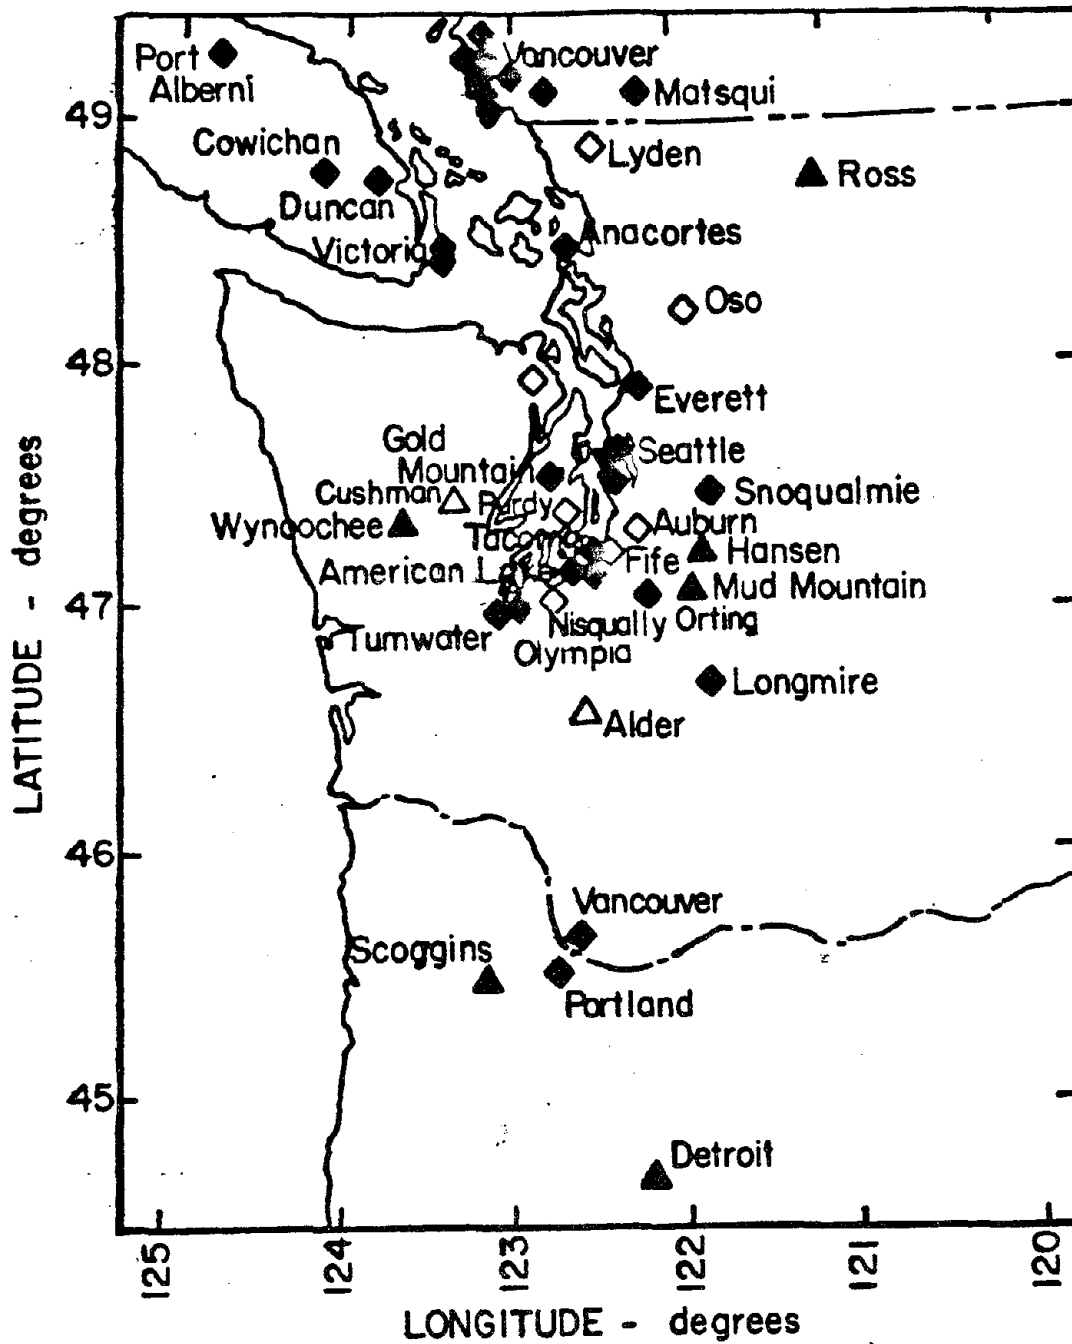 Port
Alberni
Vancouver
Matsqui
49
Cowichan
Lyden
Ross
Duncan
Victoria
Anacortes
Oso
48
Everett
Gold
Mountain
Seattle
Cushman
Purdy
Snoqualmie
Wynoochee
Auburn
Tacoma
Hansen
Fife
American Lake
Mud Mountain
47
Nisqually
Orting
Tumwater
Olympia
Longmire
Alder
46
Vancouver
Scoggins
Portland
45
Detroit
125
124
123
122
121
120
LATITUDE - degrees
LONGITUDE - degrees